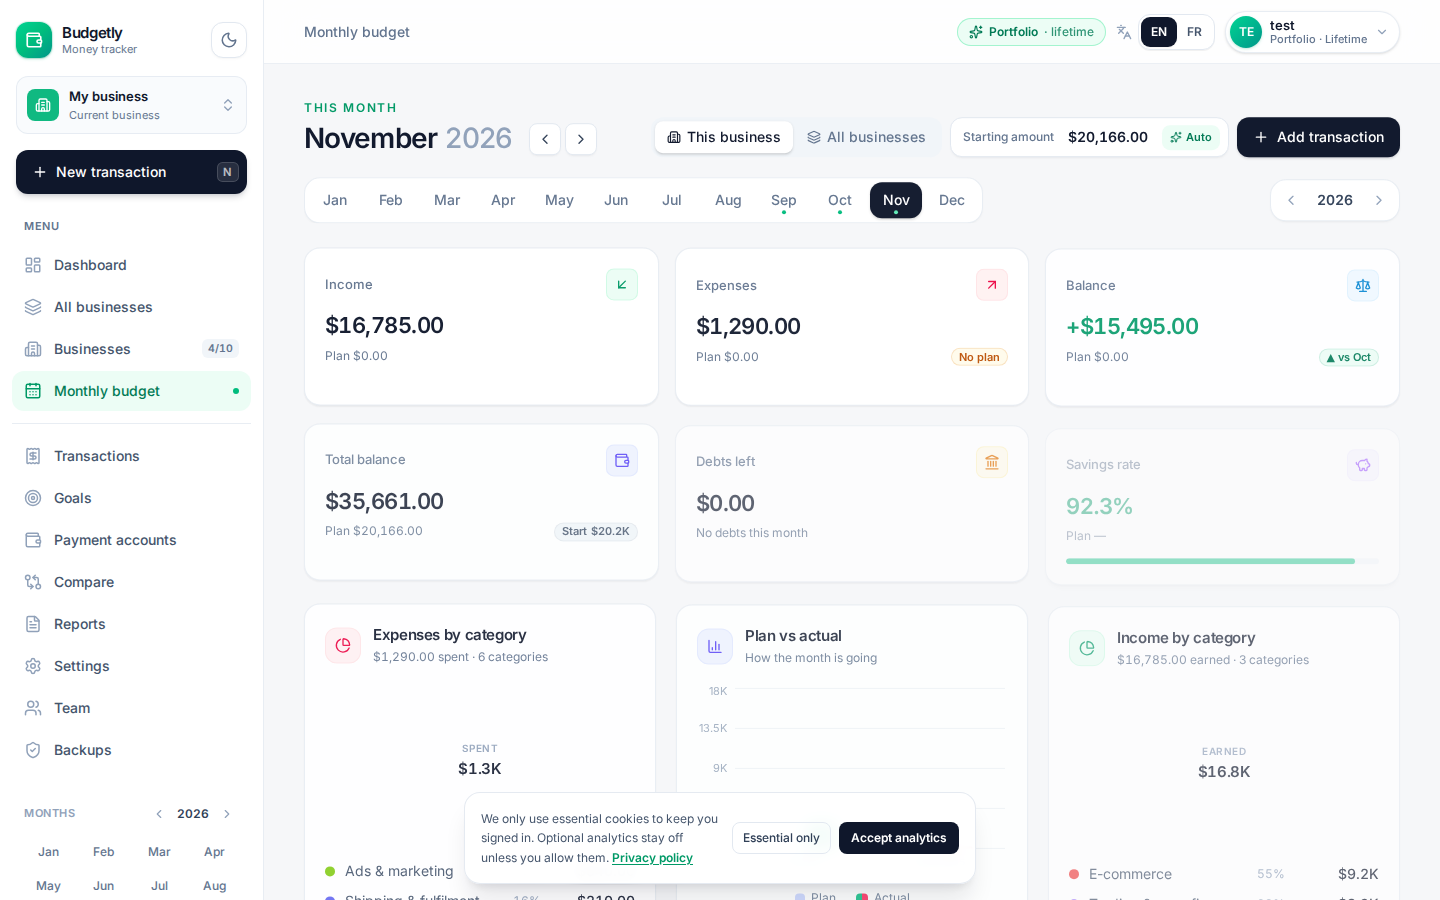 Budgetly
Money tracker
My business
Current business
New transaction N
MENU
Dashboard
All businesses
Businesses 4/10
Monthly budget
Transactions
Goals
Payment accounts
Compare
Reports
Settings
Team
Backups
MONTHS 2026
Jan Feb Mar Apr
May Jun Jul Aug
Monthly budget
Portfolio · lifetime
EN FR
TE
test
Portfolio · Lifetime
THIS MONTH
November 2026
This business All businesses
Starting amount $20,166.00 Auto
Add transaction
Jan Feb Mar Apr May Jun Jul Aug Sep Oct Nov Dec
2026
Income
$16,785.00
Plan $0.00
Expenses
$1,290.00
Plan $0.00 No plan
Balance
+$15,495.00
Plan $0.00 ▲ vs Oct
Total balance
$35,661.00
Plan $20,166.00 Start $20.2K
Debts left
$0.00
No debts this month
Savings rate
92.3%
Plan —
Expenses by category
$1,290.00 spent · 6 categories
SPENT
$1.3K
Ads & marketing
Shipping & fulfilment 16% $210.00
Plan vs actual
How the month is going
18K
13.5K
9K
Plan Actual
Income by category
$16,785.00 earned · 3 categories
EARNED
$16.8K
E-commerce 55% $9.2K
We only use essential cookies to keep you
signed in. Optional analytics stay off
unless you allow them. Privacy policy
Essential only
Accept analytics